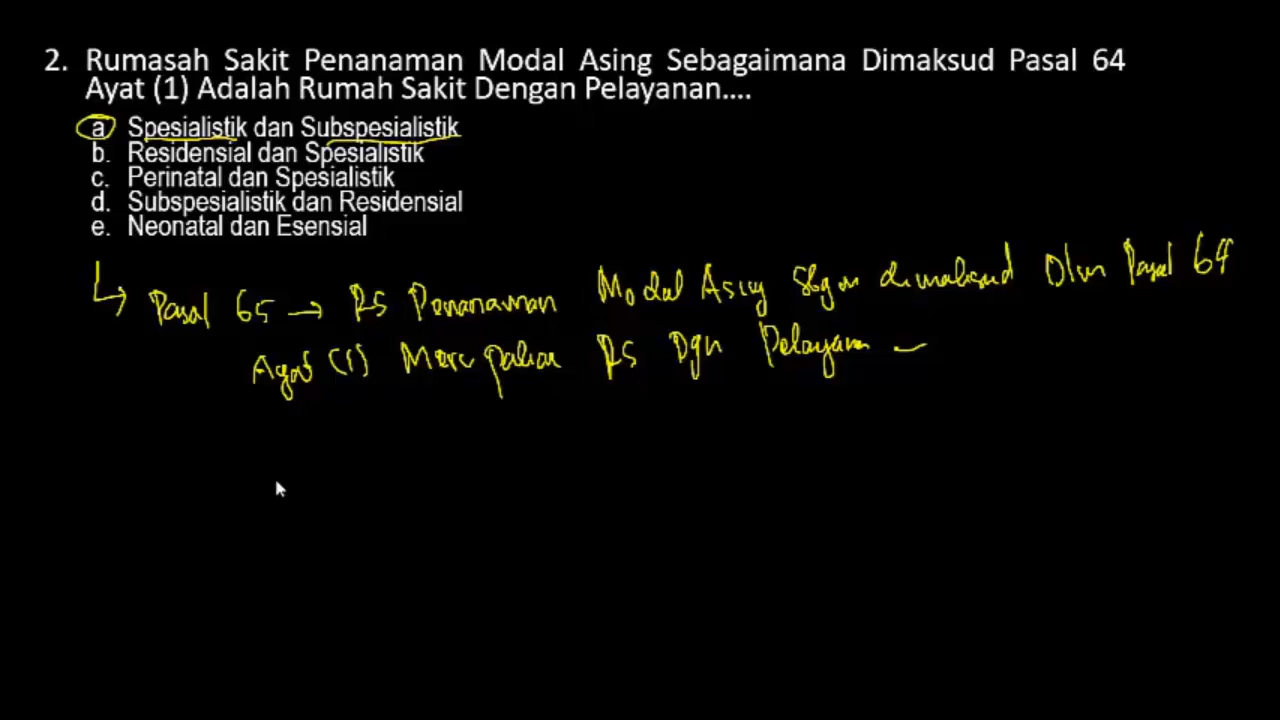 2. Rumasah Sakit Penanaman Modal Asing Sebagaimana Dimaksud Pasal 64
Ayat (1) Adalah Rumah Sakit Dengan Pelayanan....
a Spesialistik dan Subspesialistik
b. Residensial dan Spesialistik
c. Perinatal dan Spesialistik
d. Subspesialistik dan Residensial
e. Neonatal dan Esensial
↳ Pasal 65 → RS Penanaman Modal Asing Sbgm dimaksud Dlm Pasal 64
Ayat (1) Merupakan RS Dgn Pelayanan –